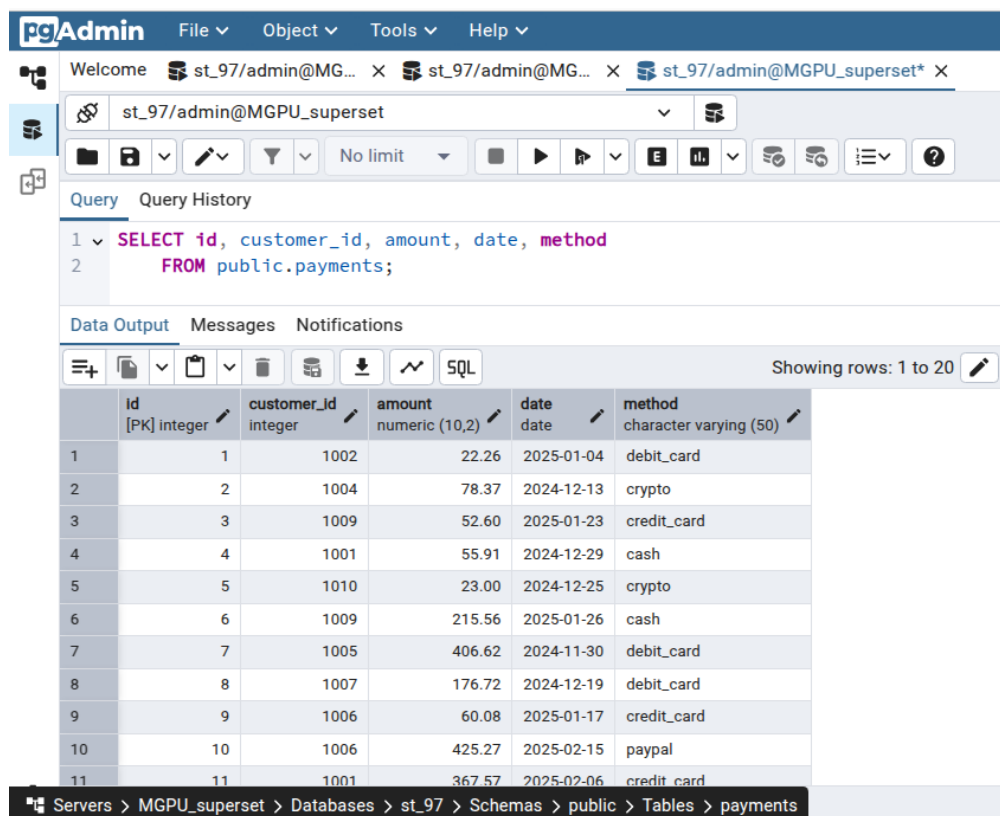 pgAdmin File Object Tools Help
Welcome st_97/admin@MG... st_97/admin@MG... st_97/admin@MGPU_superset*
st_97/admin@MGPU_superset
No limit E
Query Query History
1 SELECT id, customer_id, amount, date, method
2 FROM public.payments;
Data Output Messages Notifications
SQL Showing rows: 1 to 20
id customer_id amount date method
[PK] integer integer numeric (10,2) date character varying (50)
1 1 1002 22.26 2025-01-04 debit_card
2 2 1004 78.37 2024-12-13 crypto
3 3 1009 52.60 2025-01-23 credit_card
4 4 1001 55.91 2024-12-29 cash
5 5 1010 23.00 2024-12-25 crypto
6 6 1009 215.56 2025-01-26 cash
7 7 1005 406.62 2024-11-30 debit_card
8 8 1007 176.72 2024-12-19 debit_card
9 9 1006 60.08 2025-01-17 credit_card
10 10 1006 425.27 2025-02-15 paypal
11 11 1001 367.57 2025-02-06 credit_card
Servers > MGPU_superset > Databases > st_97 > Schemas > public > Tables > payments